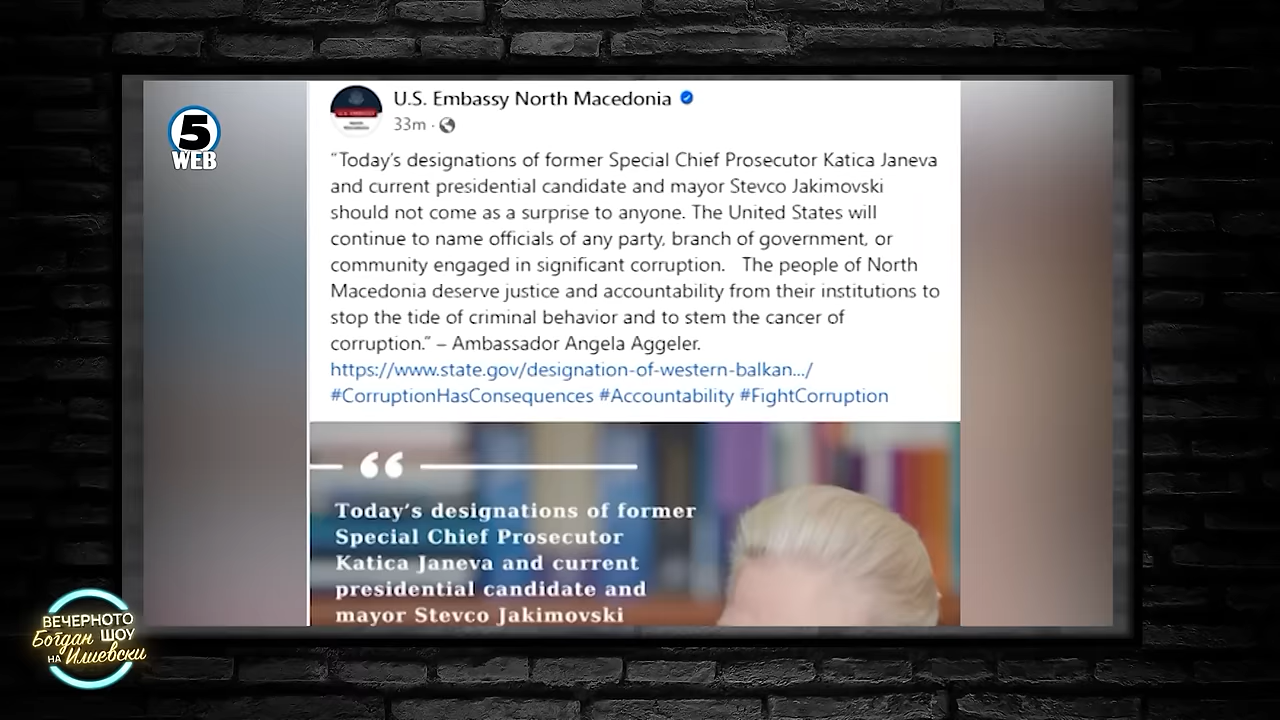 5
WEB
U.S. Embassy North Macedonia
33m ·
“Today’s designations of former Special Chief Prosecutor Katica Janeva
and current presidential candidate and mayor Stevco Jakimovski
should not come as a surprise to anyone. The United States will
continue to name officials of any party, branch of government, or
community engaged in significant corruption.   The people of North
Macedonia deserve justice and accountability from their institutions to
stop the tide of criminal behavior and to stem the cancer of
corruption.” – Ambassador Angela Aggeler.
https://www.state.gov/designation-of-western-balkan.../
#CorruptionHasConsequences #Accountability #FightCorruption
“
Today’s designations of former
Special Chief Prosecutor
Katica Janeva and current
presidential candidate and
mayor Stevco Jakimovski
ВЕЧЕРНОТО
Богдан ШОУ
НА Илиевски